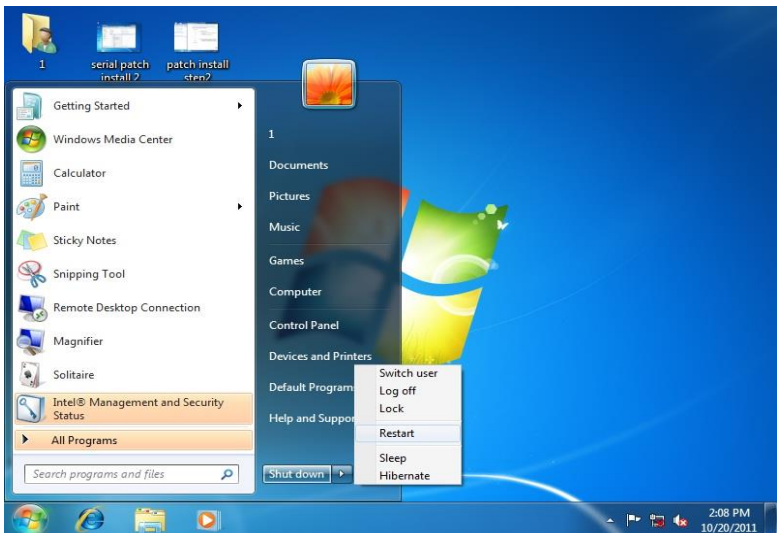 1
serial patch install 2
patch install step2
Getting Started
Windows Media Center
Calculator
Paint
Sticky Notes
Snipping Tool
Remote Desktop Connection
Magnifier
Solitaire
Intel® Management and Security
Status
All Programs
Search programs and files
1
Documents
Pictures
Music
Games
Computer
Control Panel
Devices and Printers
Default Program
Help and Suppor
Shut down
Switch user
Log off
Lock
Restart
Sleep
Hibernate
2:08 PM
10/20/2011